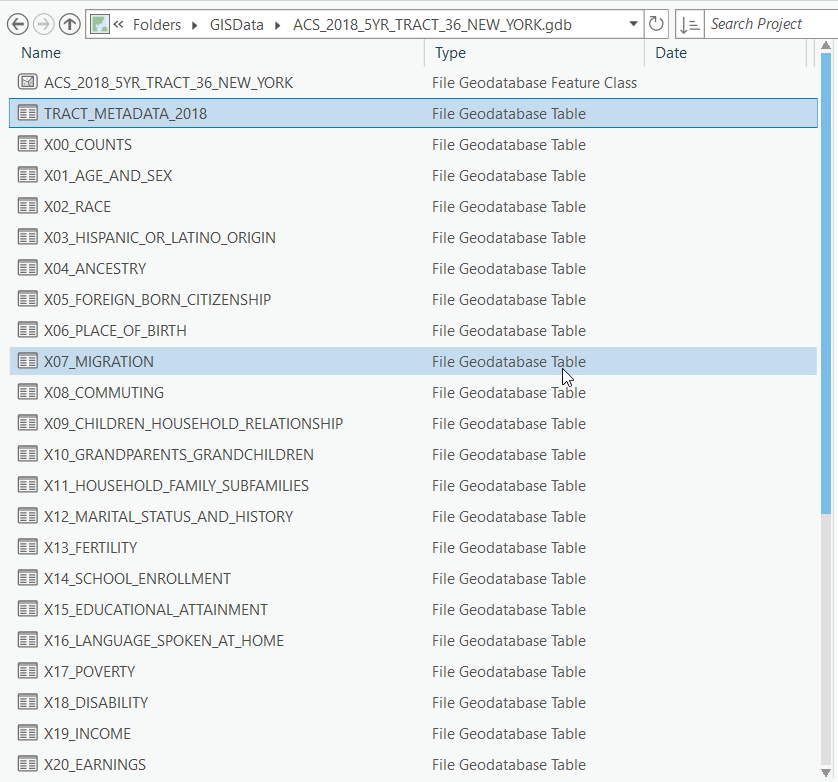 « Folders ▸ GISData ▸ ACS_2018_5YR_TRACT_36_NEW_YORK.gdb Search Project
Name Type Date
ACS_2018_5YR_TRACT_36_NEW_YORK File Geodatabase Feature Class
TRACT_METADATA_2018 File Geodatabase Table
X00_COUNTS File Geodatabase Table
X01_AGE_AND_SEX File Geodatabase Table
X02_RACE File Geodatabase Table
X03_HISPANIC_OR_LATINO_ORIGIN File Geodatabase Table
X04_ANCESTRY File Geodatabase Table
X05_FOREIGN_BORN_CITIZENSHIP File Geodatabase Table
X06_PLACE_OF_BIRTH File Geodatabase Table
X07_MIGRATION File Geodatabase Table
X08_COMMUTING File Geodatabase Table
X09_CHILDREN_HOUSEHOLD_RELATIONSHIP File Geodatabase Table
X10_GRANDPARENTS_GRANDCHILDREN File Geodatabase Table
X11_HOUSEHOLD_FAMILY_SUBFAMILIES File Geodatabase Table
X12_MARITAL_STATUS_AND_HISTORY File Geodatabase Table
X13_FERTILITY File Geodatabase Table
X14_SCHOOL_ENROLLMENT File Geodatabase Table
X15_EDUCATIONAL_ATTAINMENT File Geodatabase Table
X16_LANGUAGE_SPOKEN_AT_HOME File Geodatabase Table
X17_POVERTY File Geodatabase Table
X18_DISABILITY File Geodatabase Table
X19_INCOME File Geodatabase Table
X20_EARNINGS File Geodatabase Table